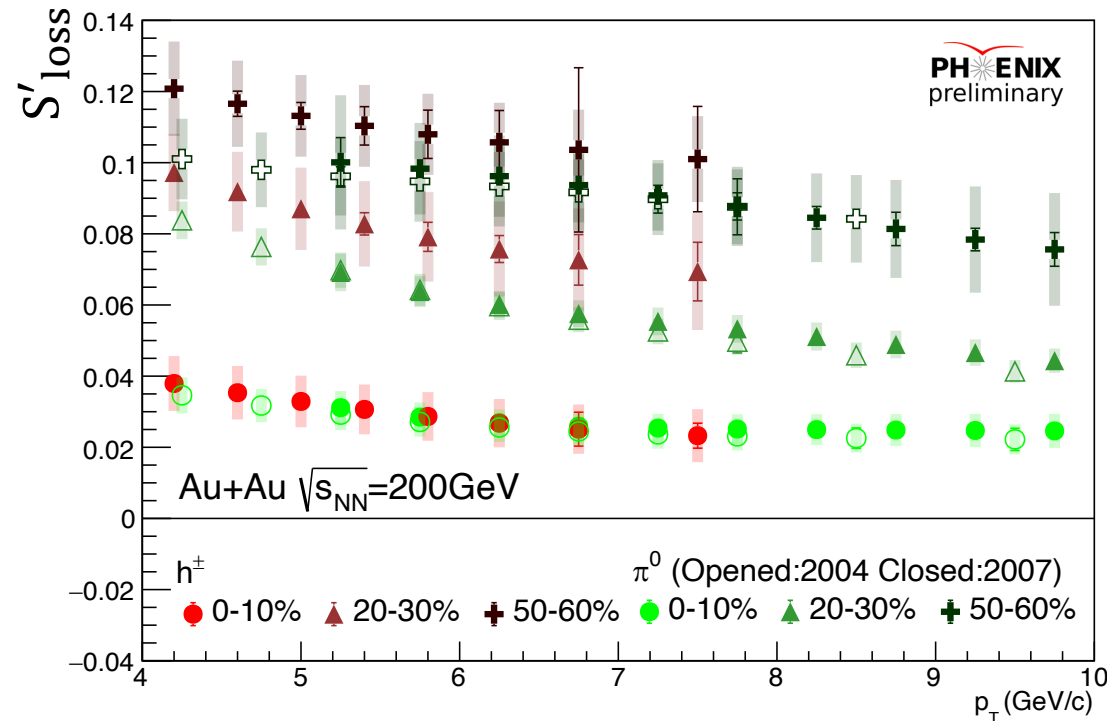 0.14
S′loss
0.12
PHENIX
preliminary
0.1
0.08
0.06
0.04
0.02
Au+Au √sNN=200GeV
0
h±
π0 (Opened:2004 Closed:2007)
0-10% 20-30% 50-60% 0-10% 20-30% 50-60%
−0.02
−0.04
4 5 6 7 8 9 10
pT (GeV/c)